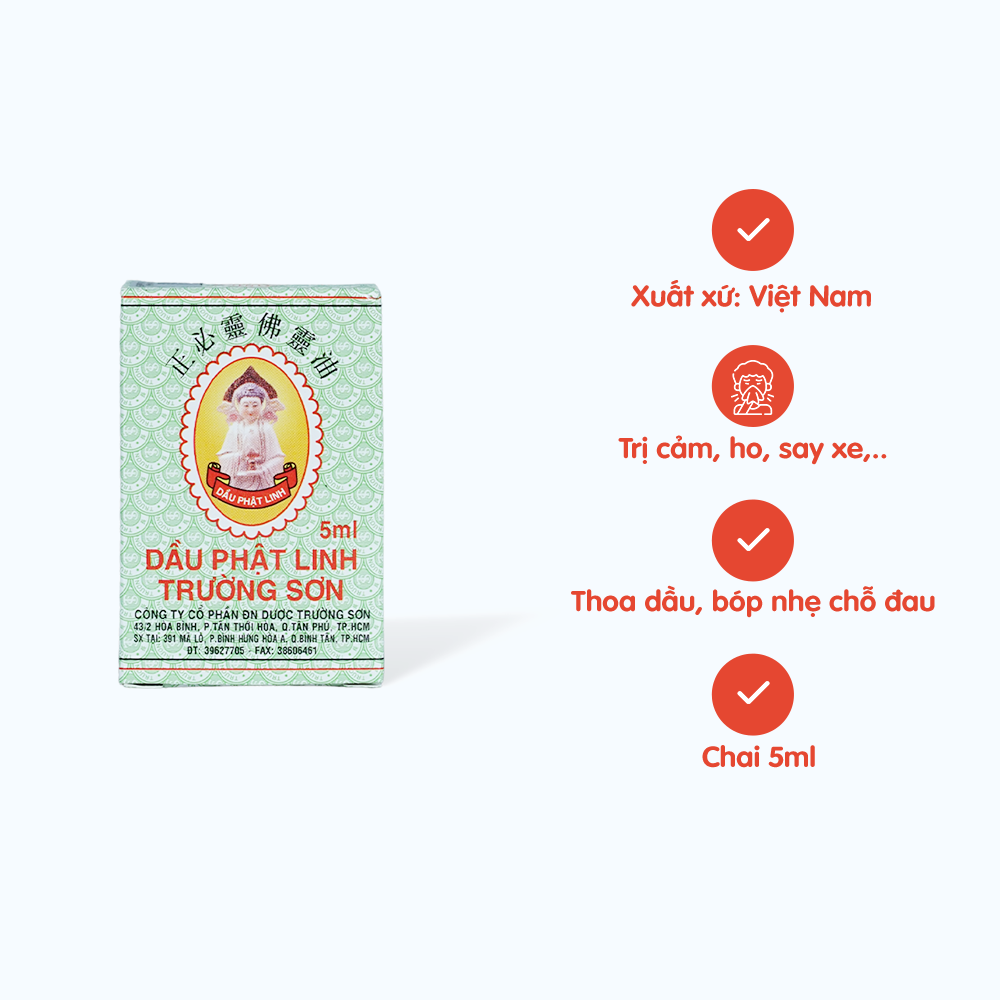 正必靈佛靈油
DẦU PHẬT LINH
5ml
DẦU PHẬT LINH
TRƯỜNG SƠN
CÔNG TY CỔ PHẦN ĐN DƯỢC TRƯỜNG SƠN
43/2 HÒA BÌNH, P.TÂN THỚI HÒA, Q.TÂN PHÚ, TP.HCM
SX TẠI: 391 MÃ LÒ, P.BÌNH HƯNG HÒA A, Q.BÌNH TÂN, TP.HCM
ĐT: 39627705 - FAX: 38606461
Xuất xứ: Việt Nam
Trị cảm, ho, say xe,..
Thoa dầu, bóp nhẹ chỗ đau
Chai 5ml